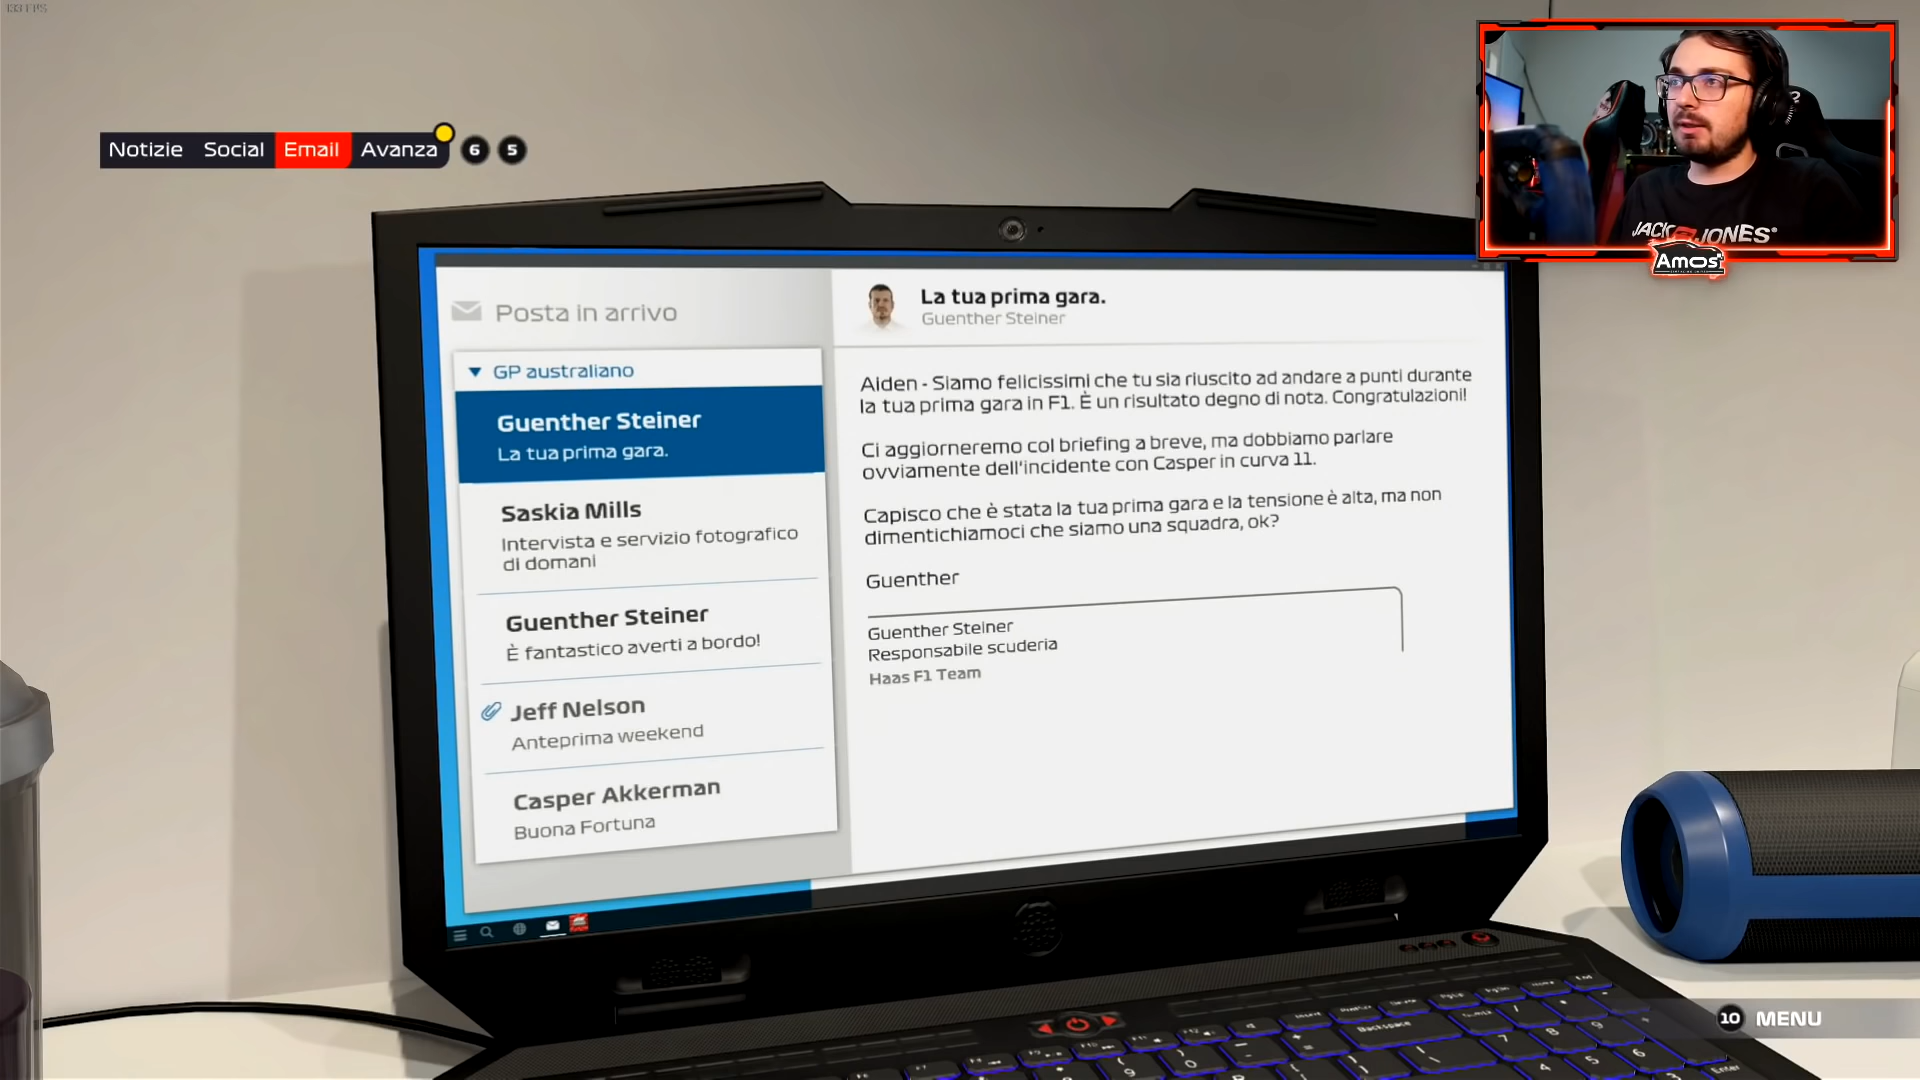 193 FPS
Notizie Social Email Avanza 6 5
JACK JONES®
Amos
Posta in arrivo
GP australiano
Guenther Steiner
La tua prima gara.
Saskia Mills
Intervista e servizio fotografico
di domani
Guenther Steiner
È fantastico averti a bordo!
Jeff Nelson
Anteprima weekend
Casper Akkerman
Buona Fortuna
La tua prima gara.
Guenther Steiner
Aiden - Siamo felicissimi che tu sia riuscito ad andare a punti durante
la tua prima gara in F1. È un risultato degno di nota. Congratulazioni!
Ci aggiorneremo col briefing a breve, ma dobbiamo parlare
ovviamente dell'incidente con Casper in curva 11.
Capisco che è stata la tua prima gara e la tensione è alta, ma non
dimentichiamoci che siamo una squadra, ok?
Guenther
Guenther Steiner
Responsabile scuderia
Haas F1 Team
Backspace
Enter
10 MENU